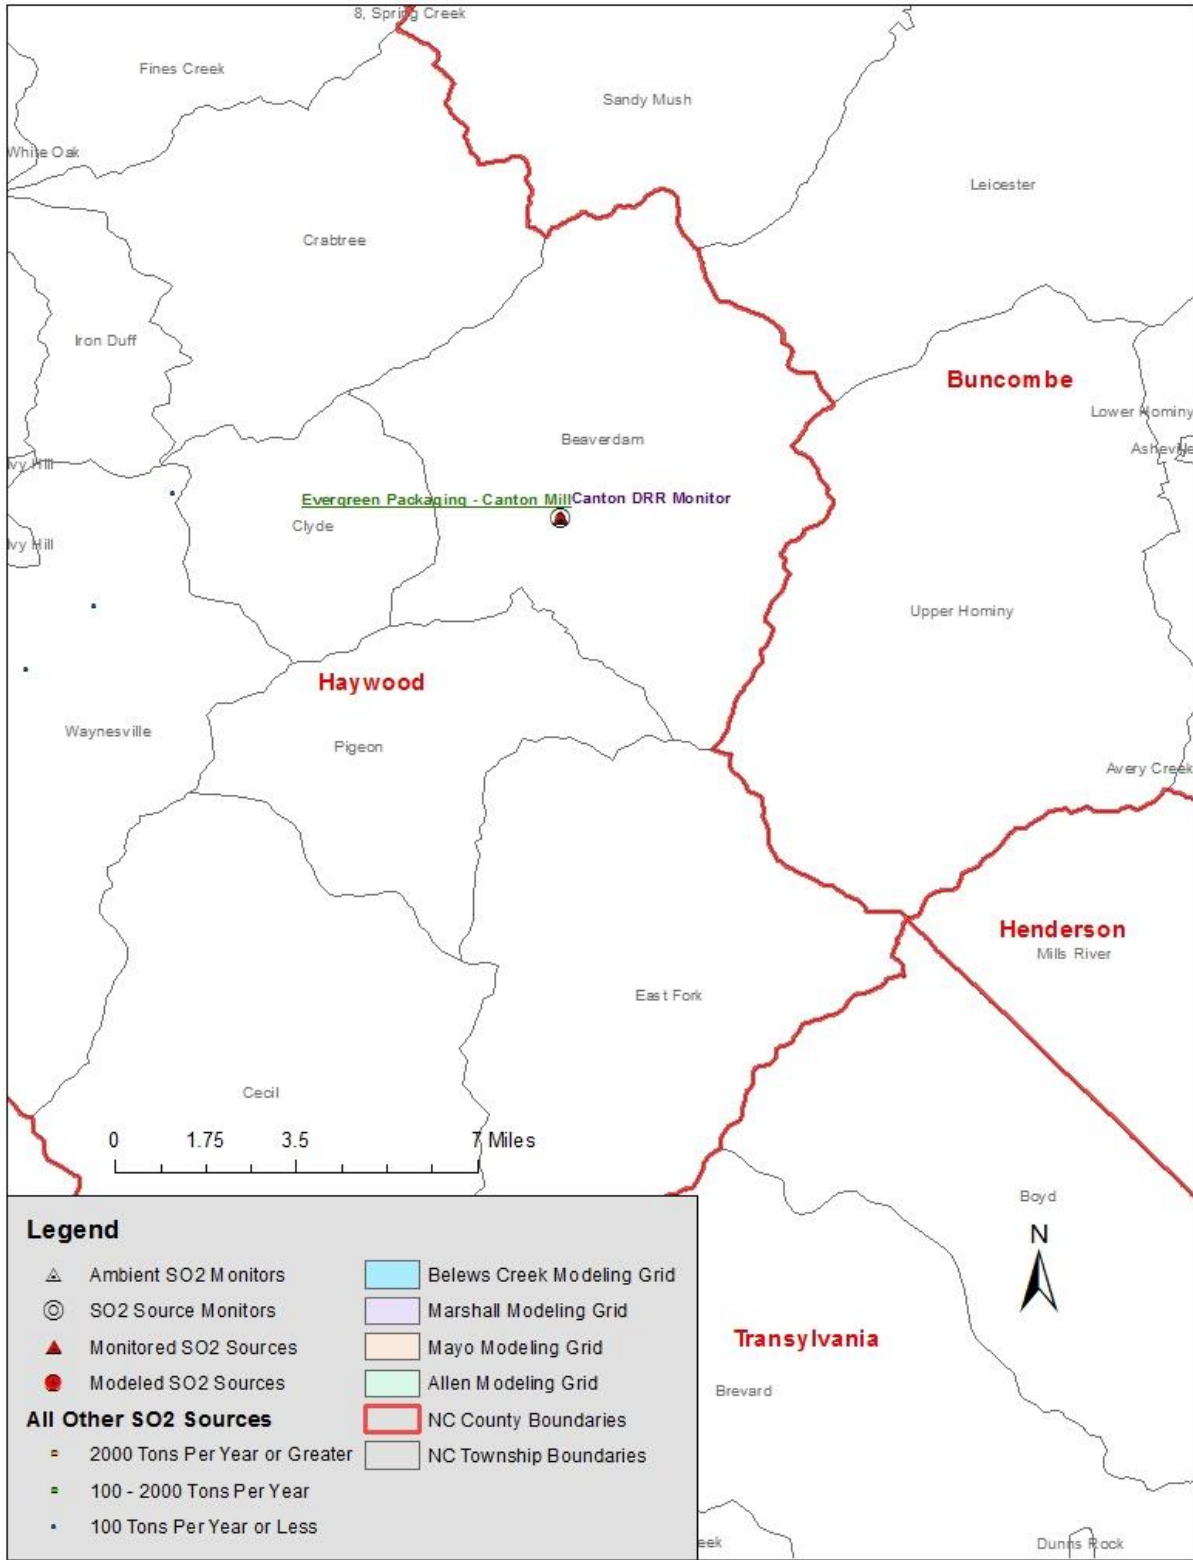 8, Spring Creek
Fines Creek
Sandy Mush
White Oak
Leicester
Crabtree
Iron Duff
Buncombe
Lower Hominy
Beaverdam
Asheville
Ivy Hill
Evergreen Packaging - Canton Mill
Canton DRR Monitor
Clyde
Ivy Hill
Upper Hominy
Haywood
Waynesville
Pigeon
Avery Creek
Henderson
Mills River
East Fork
Cecil
0 1.75 3.5 7 Miles
Boyd
N
Legend
Ambient SO2 Monitors
SO2 Source Monitors
Monitored SO2 Sources
Modeled SO2 Sources
All Other SO2 Sources
2000 Tons Per Year or Greater
100 - 2000 Tons Per Year
100 Tons Per Year or Less
Belews Creek Modeling Grid
Marshall Modeling Grid
Mayo Modeling Grid
Allen Modeling Grid
NC County Boundaries
NC Township Boundaries
Transylvania
Brevard
eek
Dunns Rock